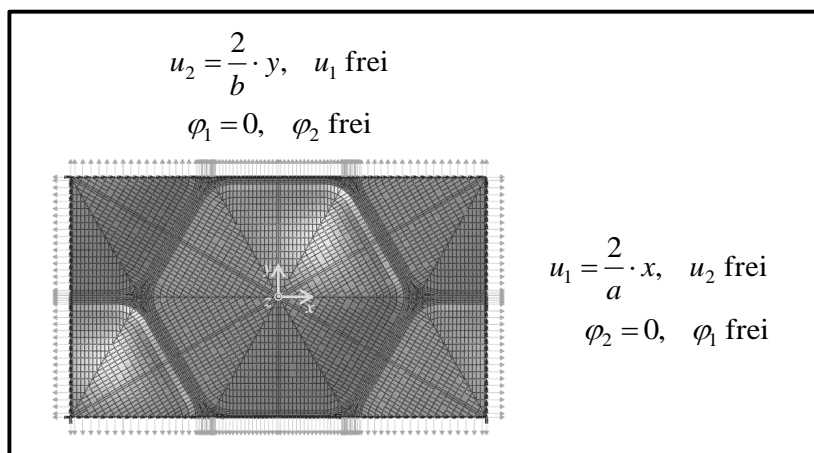 u₂ = 2/b · y, u₁ frei
φ₁ = 0, φ₂ frei
y
z x
u₁ = 2/a · x, u₂ frei
φ₂ = 0, φ₁ frei